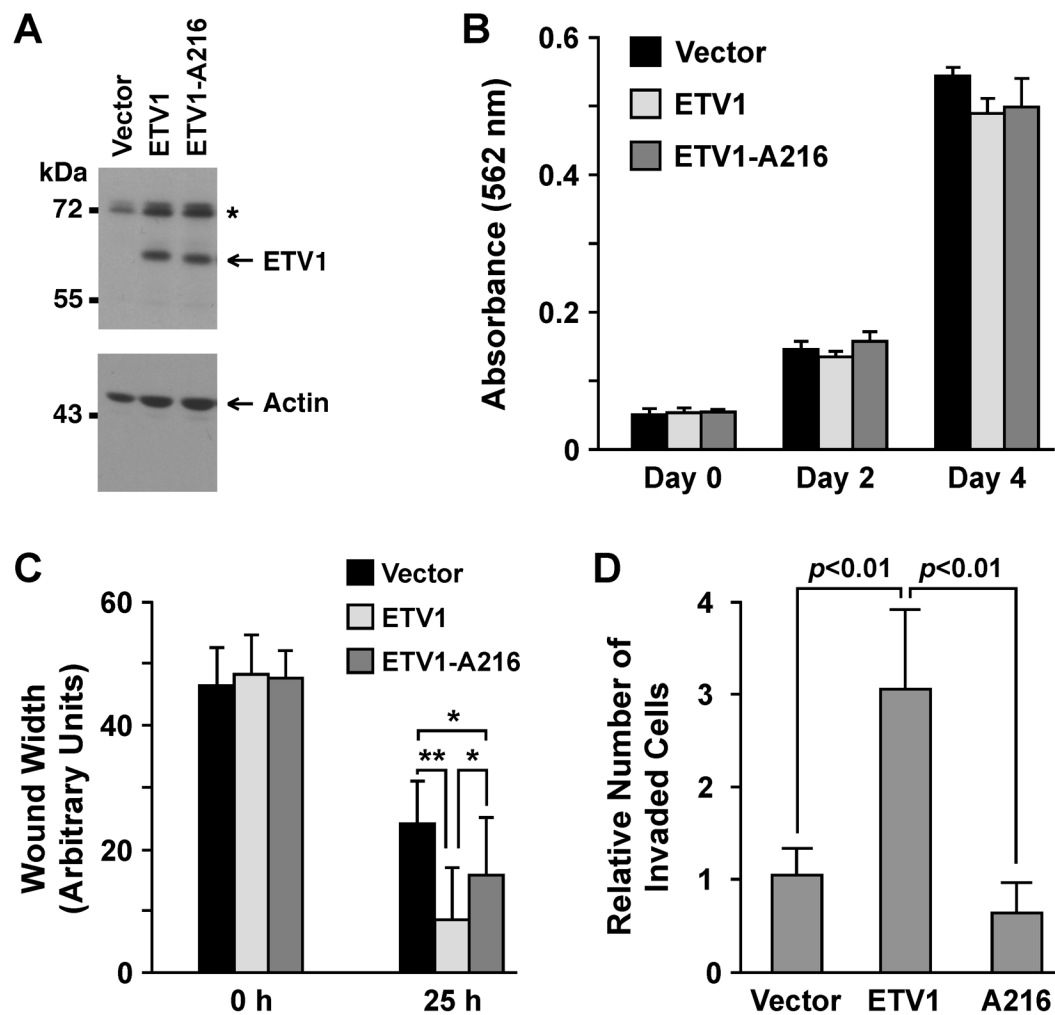 A
Vector
ETV1
ETV1-A216
kDa
72
*
← ETV1
55
← Actin
43
B
Absorbance (562 nm)
0.6
0.4
0.2
0
Vector
ETV1
ETV1-A216
Day 0 Day 2 Day 4
C
Wound Width
(Arbitrary Units)
60
40
20
0
Vector
ETV1
ETV1-A216
*
** *
0 h 25 h
D
Relative Number of
Invaded Cells
p<0.01 p<0.01
4
3
2
1
0
Vector ETV1 A216